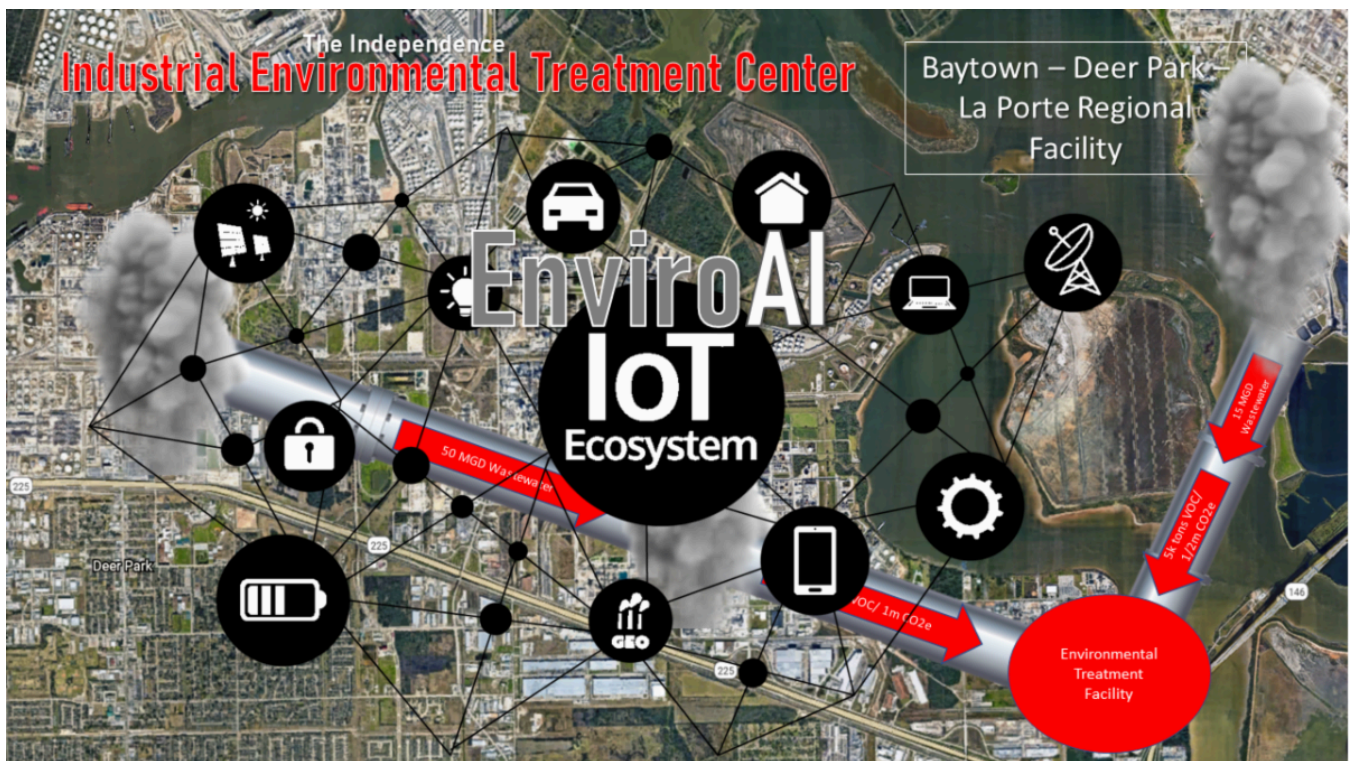 The Independence
Industrial Environmental Treatment Center
Baytown – Deer Park –
La Porte Regional
Facility
EnviroAI
IoT
Ecosystem
15 MGD
Wastewater
50 MGD Wastewater
5k tons VOC/
1/2m CO2e
225
225
Deer Park
146
VOC/ 1m CO2e
GEO
225
Environmental
Treatment
Facility